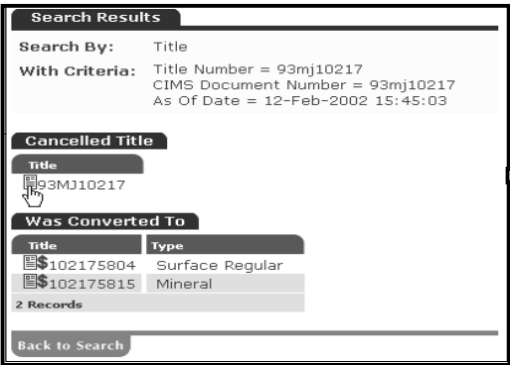 Search Results
Search By: Title
With Criteria: Title Number = 93mj10217
CIMS Document Number = 93mj10217
As Of Date = 12-Feb-2002 15:45:03
Cancelled Title
Title
93MJ10217
Was Converted To
Title Type
$102175804 Surface Regular
$102175815 Mineral
2 Records
Back to Search